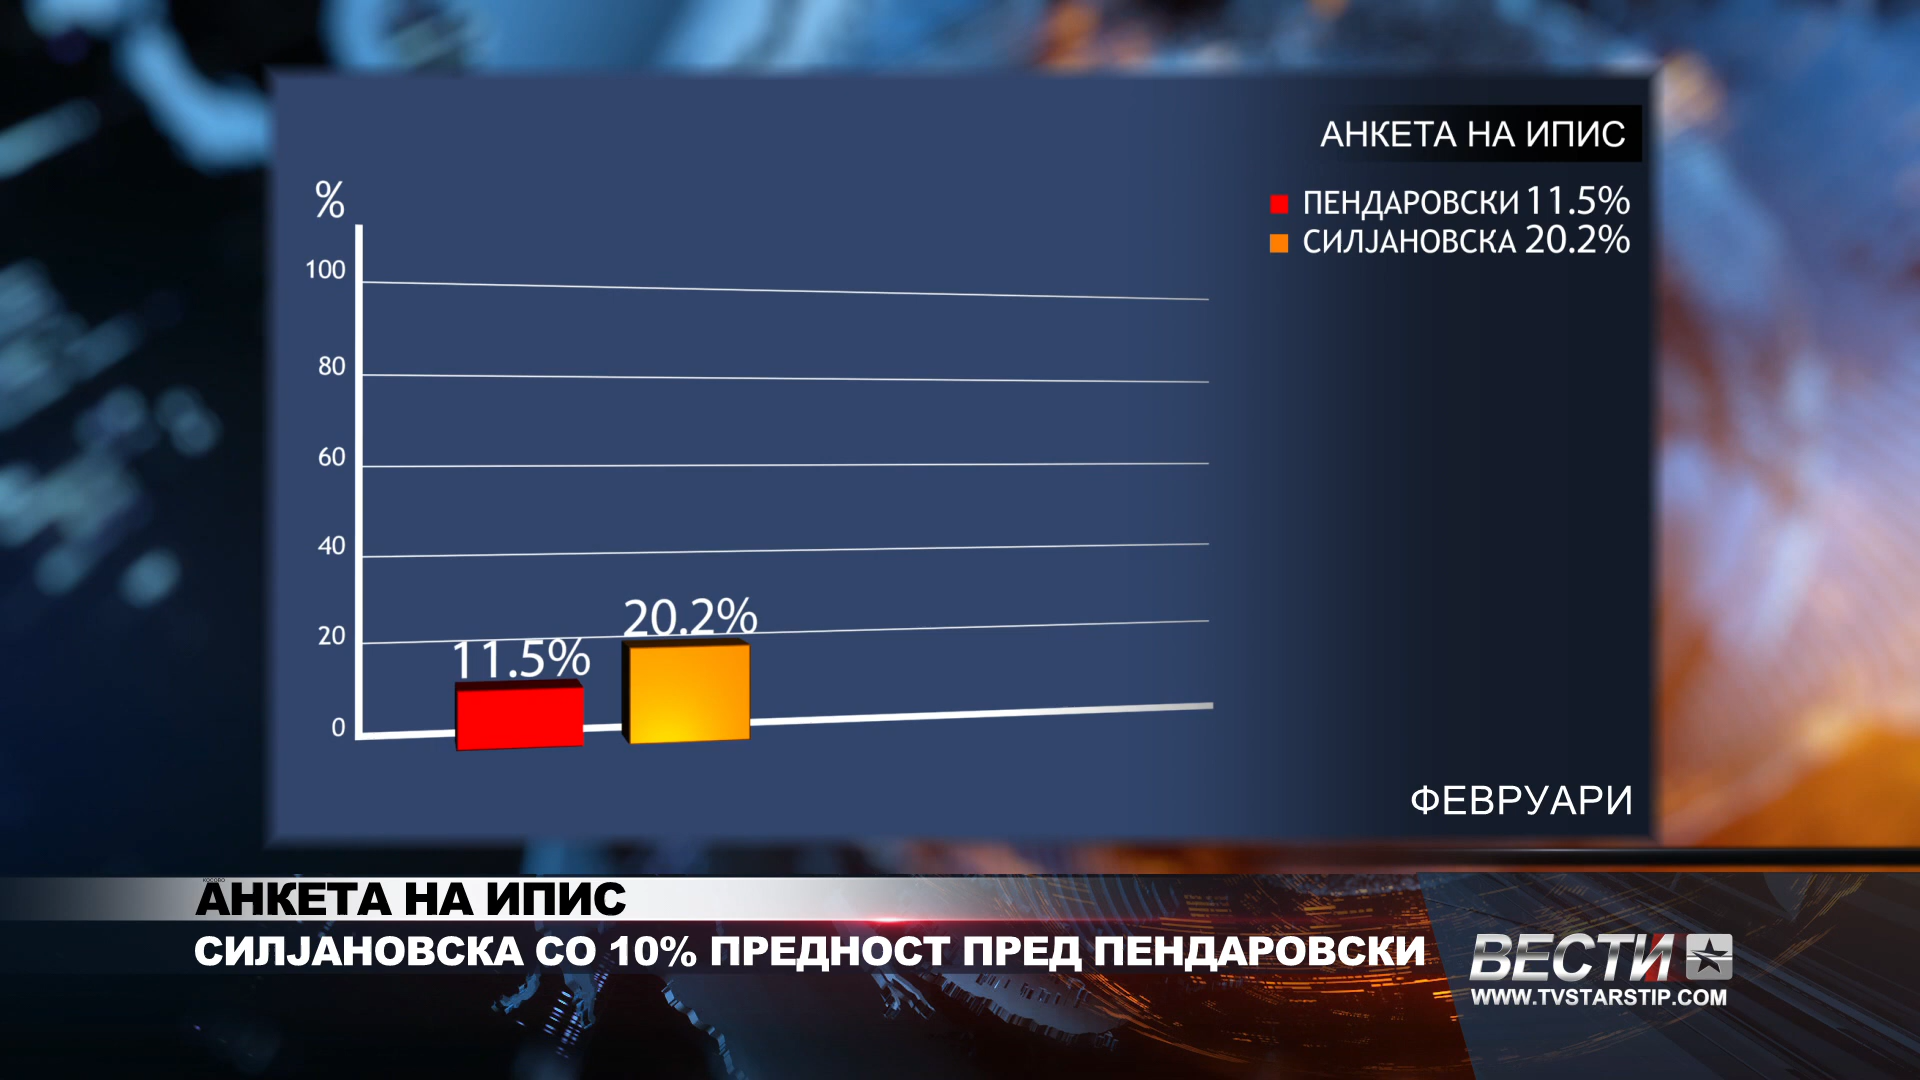 АНКЕТА НА ИПИС
ПЕНДАРОВСКИ 11.5%
СИЛЈАНОВСКА 20.2%
%
100
80
60
40
20
0
11.5%
20.2%
ФЕВРУАРИ
АНКЕТА НА ИПИС
СИЛЈАНОВСКА СО 10% ПРЕДНОСТ ПРЕД ПЕНДАРОВСКИ
ВЕСТИ
WWW.TVSTARSTIP.COM